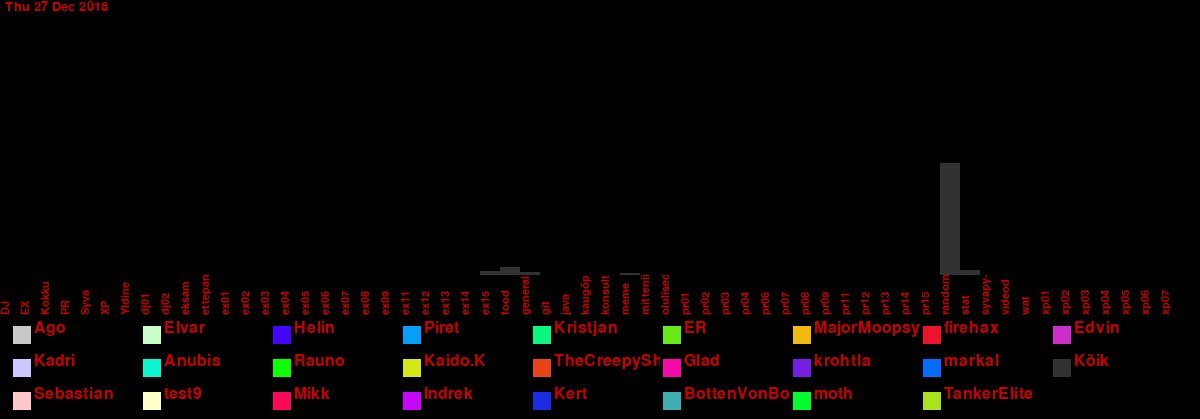 Thu 27 Dec 2018
DJ EX Kokku PR Syva XP Yldine dj01 dj02 eksam ettepan ex01 ex02 ex03 ex04 ex05 ex06 ex07 ex08 ex09 ex11 ex12 ex13 ex14 ex15 food general git java kaugõp konsult meme mittenii olulised pr01 pr02 pr03 pr04 pr06 pr07 pr08 pr09 pr11 pr12 pr13 pr14 pr15 random stat syvapy- videod wat xp01 xp02 xp03 xp04 xp05 xp06 xp07
Ago Elvar Helin Piret Kristjan ER MajorMoopsy firehax Edvin
Kadri Anubis Rauno Kaido.K TheCreepySh Glad krohtla markal Kõik
Sebastian test9 Mikk Indrek Kert BottenVonBo moth TankerElite